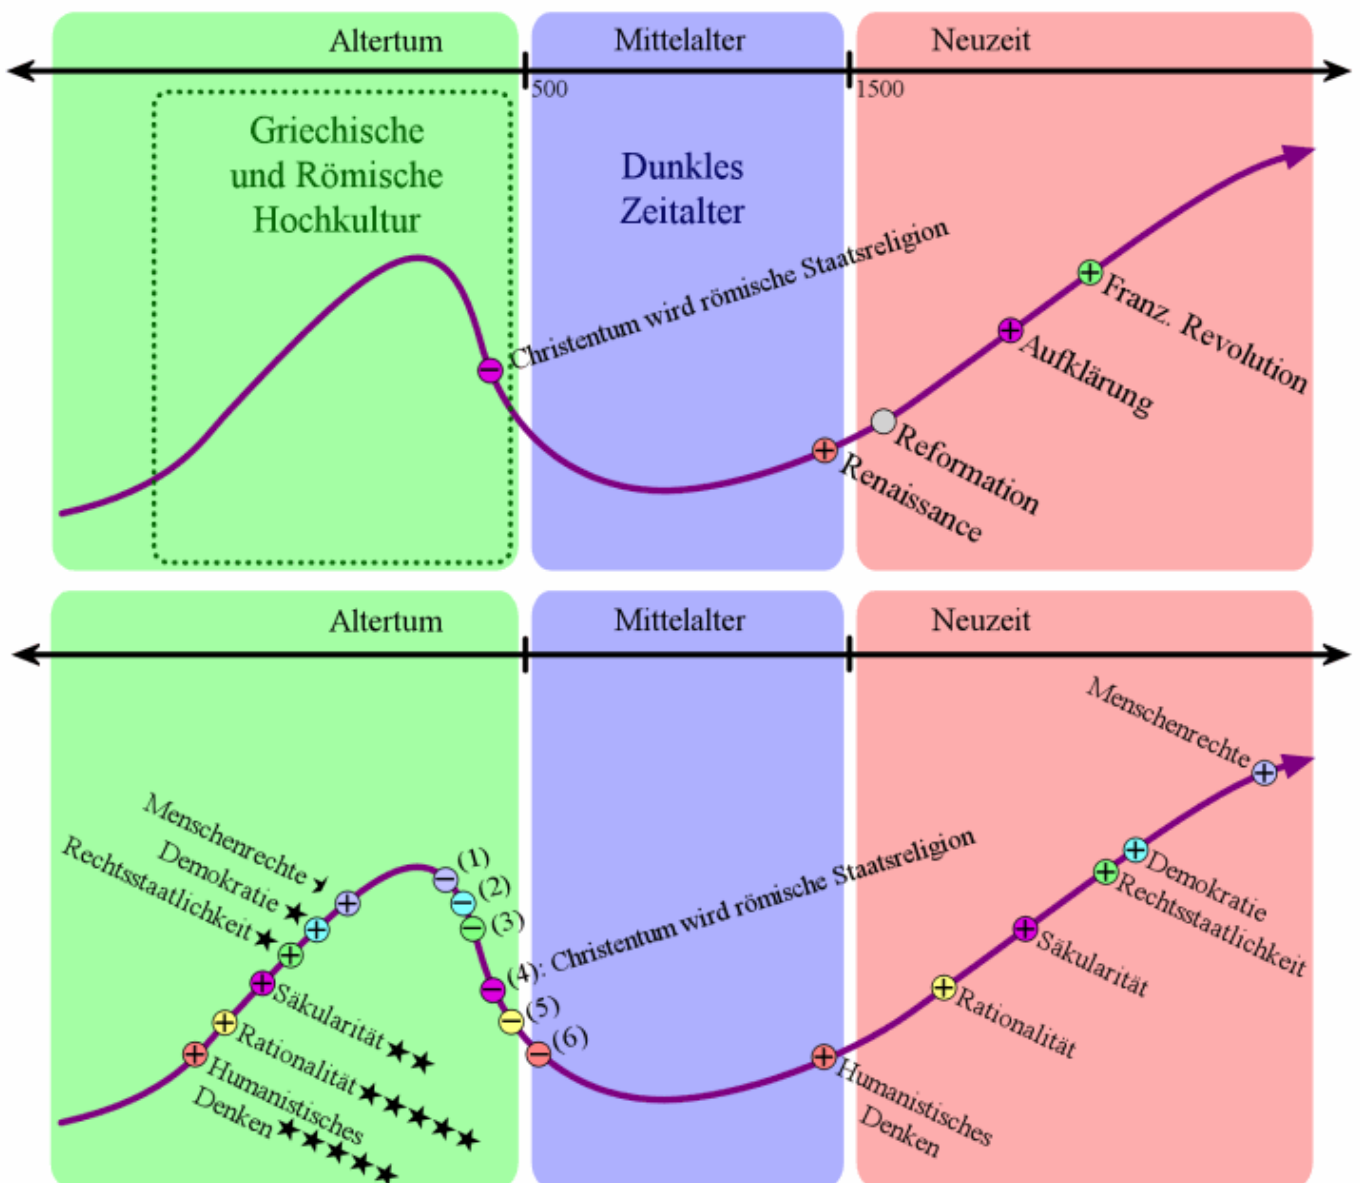 Altertum
Mittelalter
Neuzeit
500
1500
Griechische
und Römische
Hochkultur
Dunkles
Zeitalter
Christentum wird römische Staatsreligion
Franz. Revolution
Aufklärung
Reformation
Renaissance
Altertum
Mittelalter
Neuzeit
Menschenrechte
Demokratie ★
Rechtsstaatlichkeit ★
Säkularität ★★
Rationalität ★★★★★
Humanistisches
Denken ★★★★★
(1)
(2)
(3)
(4): Christentum wird römische Staatsreligion
(5)
(6)
Menschenrechte
Demokratie
Rechtsstaatlichkeit
Säkularität
Rationalität
Humanistisches
Denken